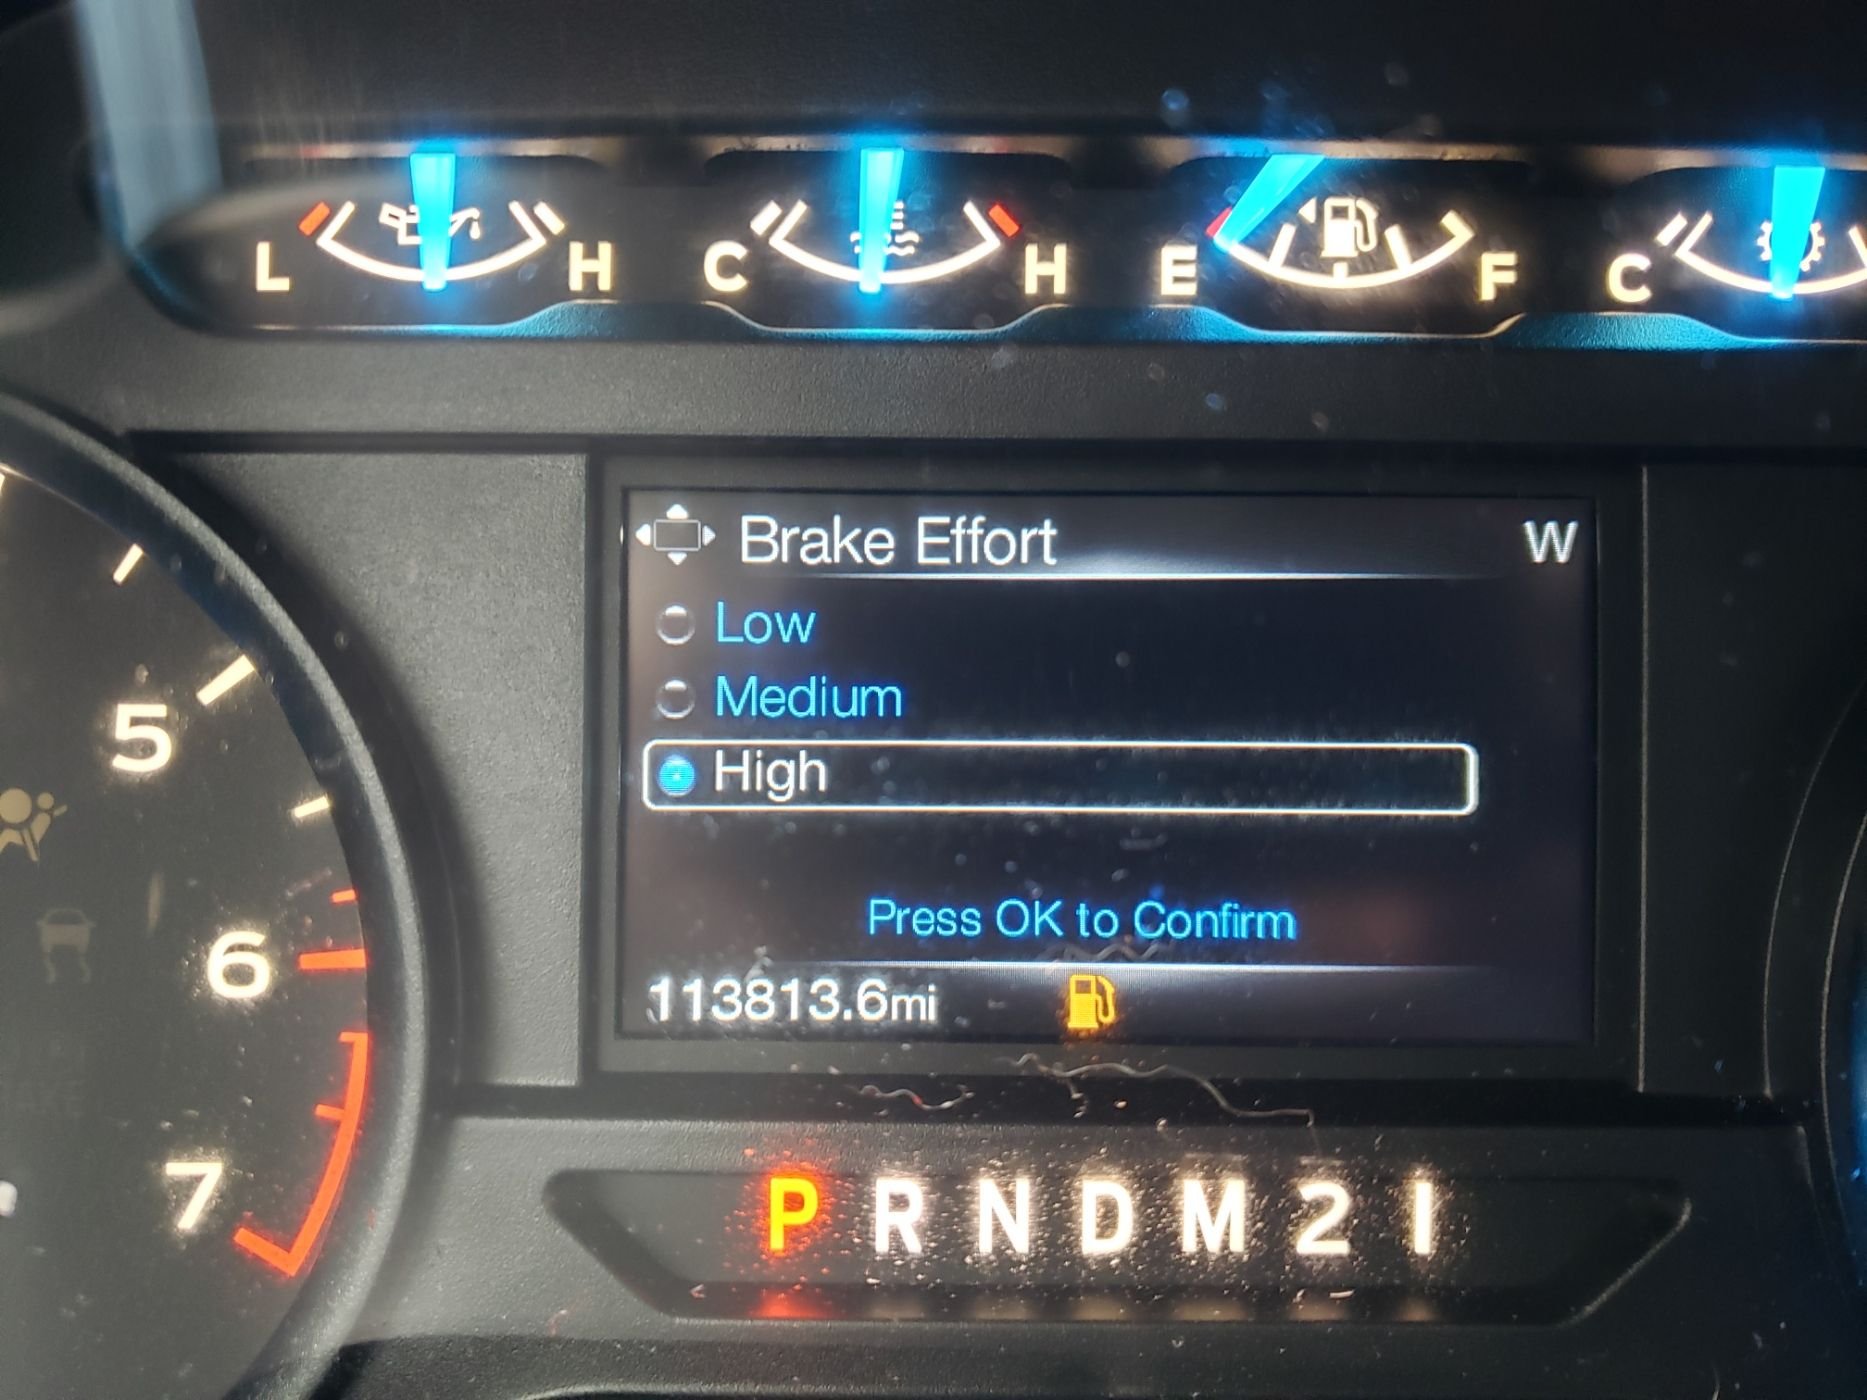 L H C H E F C
Brake Effort W
Low
Medium
High
Press OK to Confirm
113813.6mi
5
6
7
P R N D M 2 1